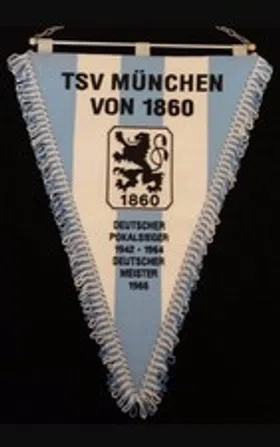 TSV MÜNCHEN
VON 1860
1860
DEUTSCHER
POKALSIEGER
1942 - 1964
DEUTSCHER
MEISTER
1966